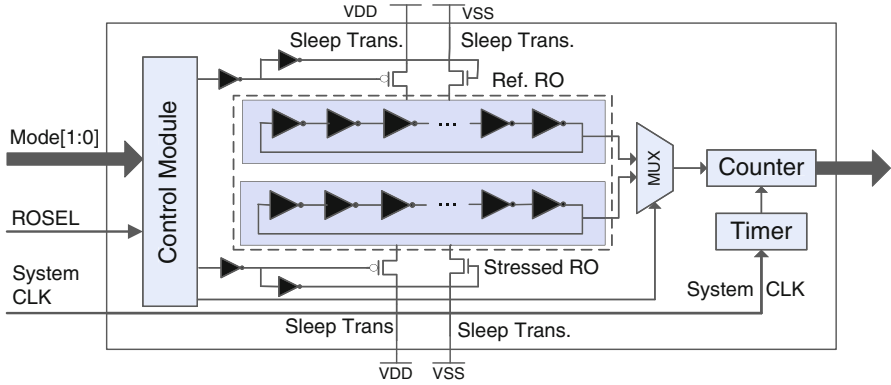 VDD
VSS
Sleep Trans.
Sleep Trans.
Ref. RO
Mode[1:0]
Control Module
...
MUX
Counter
ROSEL
...
Timer
System
CLK
Stressed RO
System CLK
Sleep Trans
Sleep Trans.
VDD
VSS